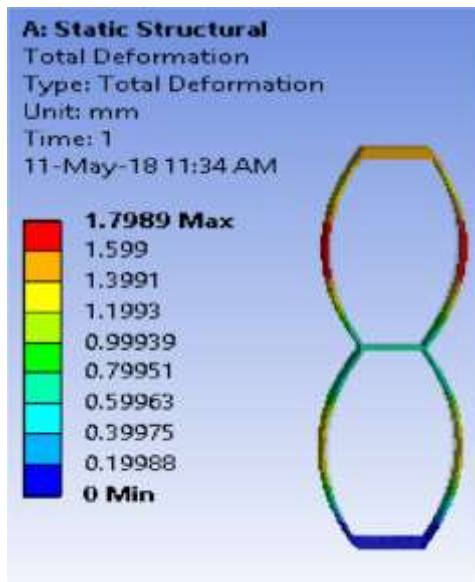 A: Static Structural
Total Deformation
Type: Total Deformation
Unit: mm
Time: 1
11-May-18 11:34 AM
1.7989 Max
1.599
1.3991
1.1993
0.99939
0.79951
0.59963
0.39975
0.19988
0 Min